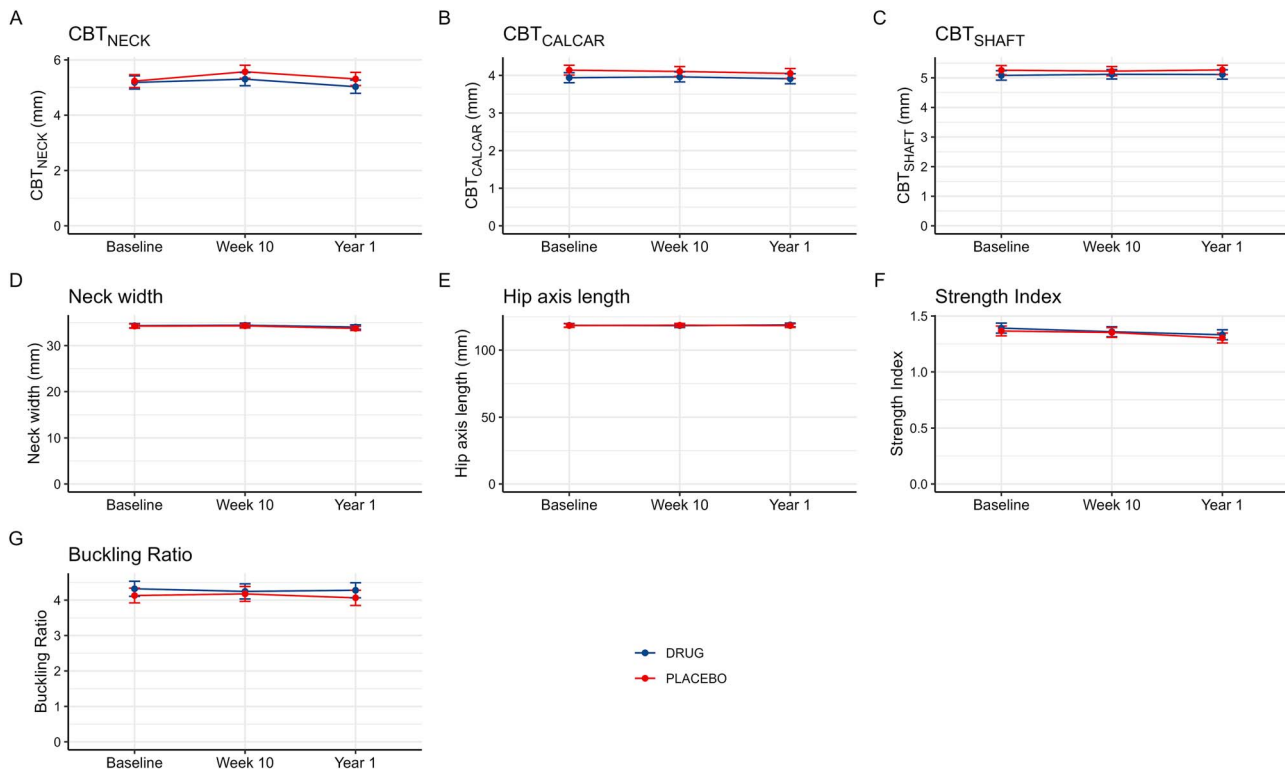 A
CBTNECK
CBTNECK (mm)
6
4
2
0
Baseline
Week 10
Year 1
B
CBTCALCAR
CBTCALCAR (mm)
4
3
2
1
0
Baseline
Week 10
Year 1
C
CBTSHAFT
CBTSHAFT (mm)
5
4
3
2
1
0
Baseline
Week 10
Year 1
D
Neck width
Neck width (mm)
30
20
10
0
Baseline
Week 10
Year 1
E
Hip axis length
Hip axis length (mm)
100
50
0
Baseline
Week 10
Year 1
F
Strength Index
Strength Index
1.5
1.0
0.5
0.0
Baseline
Week 10
Year 1
G
Buckling Ratio
Buckling Ratio
4
3
2
1
0
Baseline
Week 10
Year 1
DRUG
PLACEBO